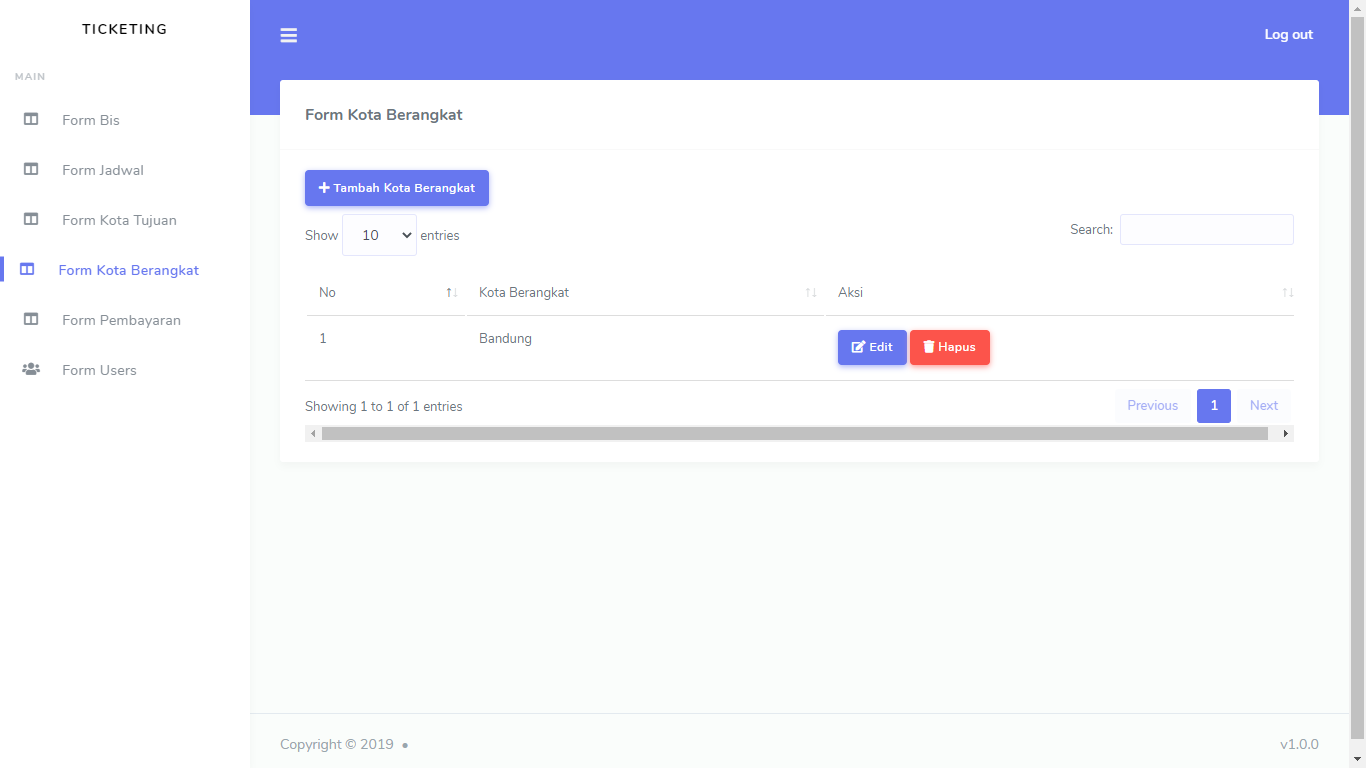 TICKETING
MAIN
Form Bis
Form Jadwal
Form Kota Tujuan
Form Kota Berangkat
Form Pembayaran
Form Users
Log out
Form Kota Berangkat
Tambah Kota Berangkat
Show 10 entries
Search:
No Kota Berangkat Aksi
1 Bandung Edit Hapus
Showing 1 to 1 of 1 entries
Previous 1 Next
Copyright © 2019 •
v1.0.0